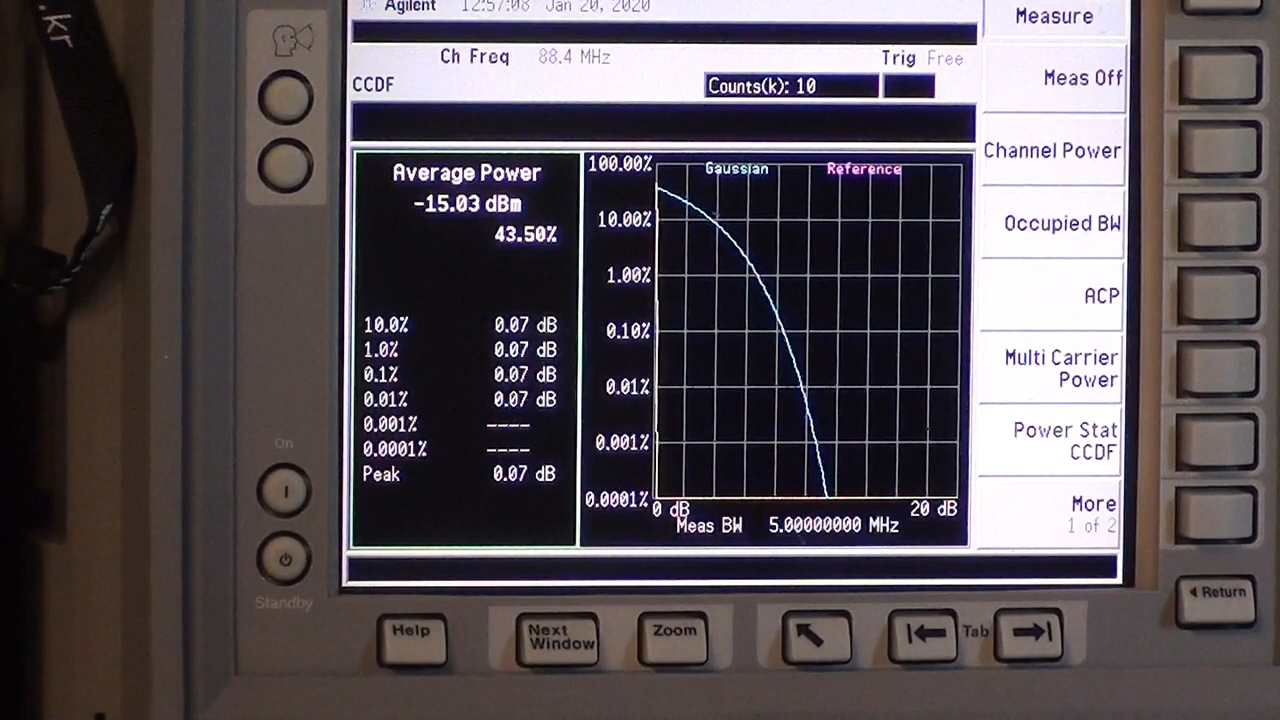 .kr
Agilent 12:57:08 Jan 20, 2020
Measure
Ch Freq 88.4 MHz Trig Free
CCDF Counts(k): 10
Meas Off
Channel Power
Occupied BW
ACP
Multi Carrier
Power
Power Stat
CCDF
More
1 of 2
Average Power
-15.03 dBm
43.50%
10.0% 0.07 dB
1.0% 0.07 dB
0.1% 0.07 dB
0.01% 0.07 dB
0.001% ----
0.0001% ----
Peak 0.07 dB
Gaussian Reference
100.00%
10.00%
1.00%
0.10%
0.01%
0.001%
0.0001%
0 dB 20 dB
Meas BW 5.00000000 MHz
On
Standby
Help
Next
Window
Zoom
Tab
Return